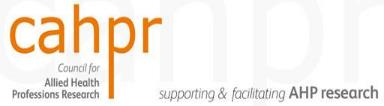 cahpr
Council for
Allied Health
Professions Research
supporting & facilitating AHP research